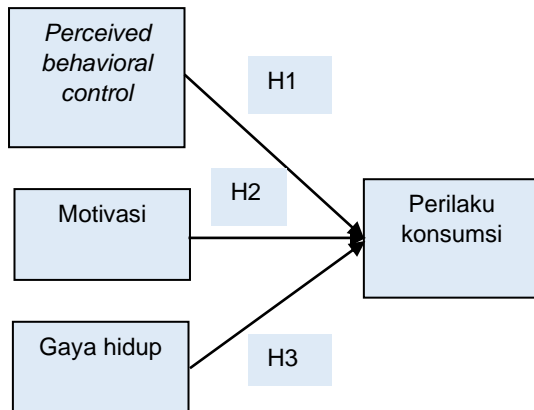 Perceived
behavioral
control
H1
Motivasi
H2
Perilaku
konsumsi
Gaya hidup
H3